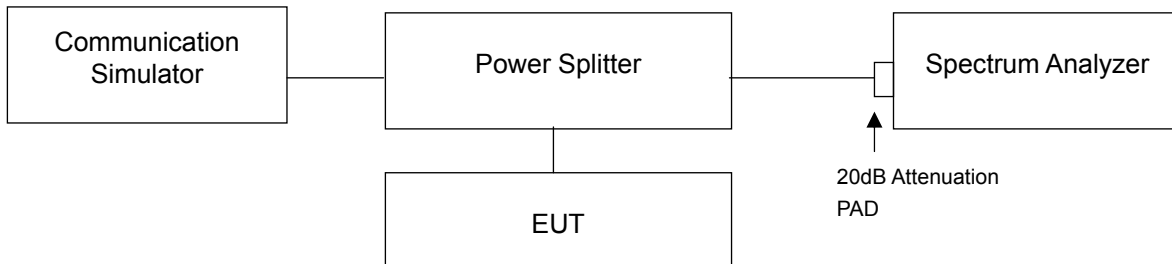 Communication
Simulator
Power Splitter
Spectrum Analyzer
20dB Attenuation
PAD
EUT